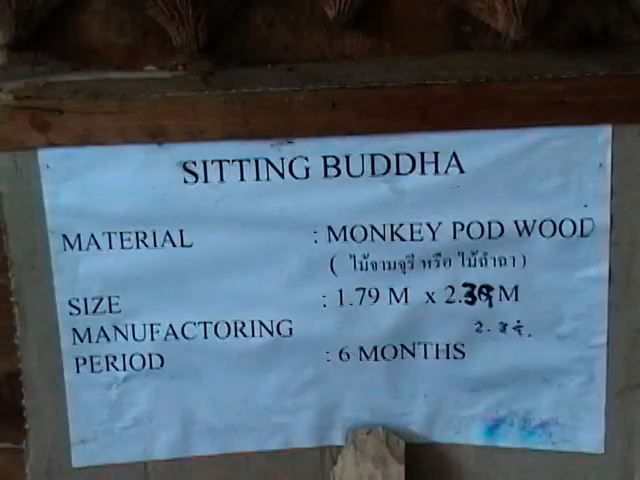 SITTING BUDDHA
MATERIAL : MONKEY POD WOOD
( ไม้จามจุรี หรือ ไม้ฉำฉา )
SIZE : 1.79 M x 2.39 M
MANUFACTORING
PERIOD : 6 MONTHS